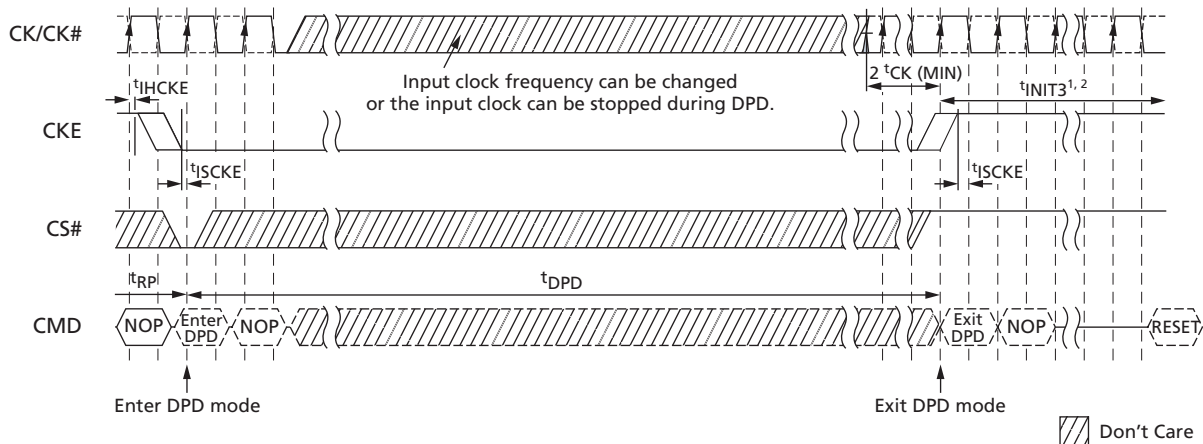 CK/CK#
Input clock frequency can be changed
or the input clock can be stopped during DPD.
2 tCK (MIN)
tINIT31, 2
tIHCKE
CKE
tISCKE
tISCKE
CS#
tRP
tDPD
CMD
NOP
Enter
DPD
NOP
Exit
DPD
NOP
RESET
Enter DPD mode
Exit DPD mode
Don't Care